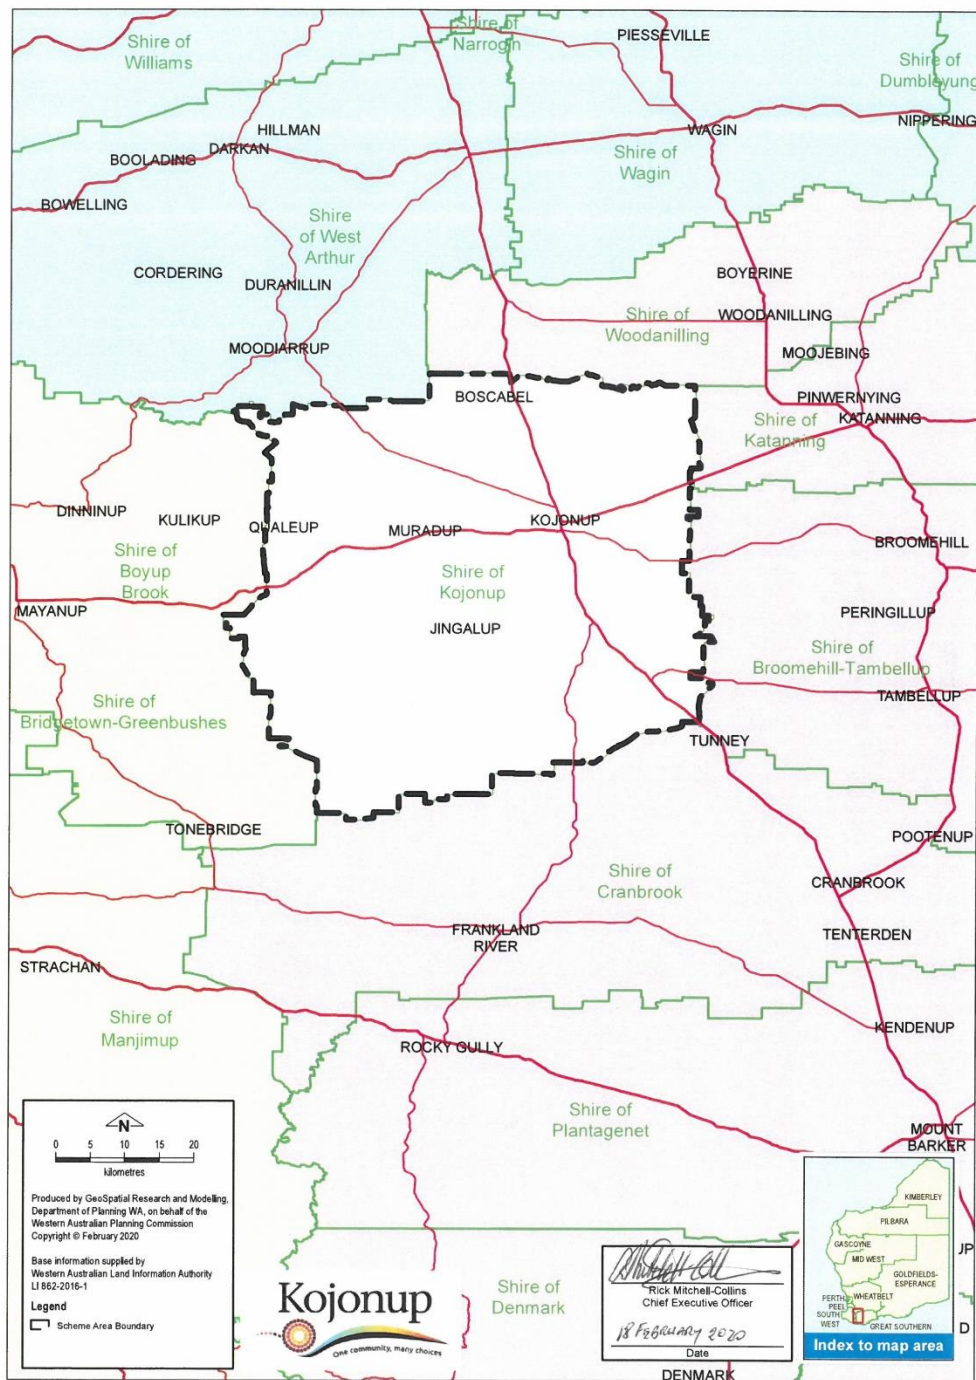 Shire of
Williams
Shire of
Narrogin
PIESSEVILLE
Shire of
Dumbleyung
HILLMAN
DARKAN
BOOLADING
WAGIN
NIPPERING
Shire of
Wagin
BOWELLING
Shire
of West
Arthur
CORDERING
DURANILLIN
BOYERINE
Shire of
Woodanilling
WOODANILLING
MOODIARRUP
MOOJEBING
BOSCABEL
PINWERNYING
Shire of
Katanning
KATANNING
DINNINUP
KULIKUP
QUALEUP
MURADUP
KOJONUP
BROOMEHILL
Shire of
Boyup
Brook
Shire of
Kojonup
MAYANUP
JINGALUP
PERINGILLUP
Shire of
Broomehill-Tambellup
Shire of
Bridgetown-Greenbushes
TAMBELLUP
TUNNEY
TONEBRIDGE
POOTENUP
Shire of
Cranbrook
CRANBROOK
FRANKLAND
RIVER
TENTERDEN
STRACHAN
Shire of
Manjimup
KENDENUP
ROCKY GULLY
Shire of
Plantagenet
MOUNT
BARKER
N
0 5 10 15 20
kilometres
Produced by GeoSpatial Research and Modelling,
Department of Planning WA, on behalf of the
Western Australian Planning Commission
Copyright © February 2020
Base information supplied by
Western Australian Land Information Authority
LI 862-2016-1
Legend
Scheme Area Boundary
Kojonup
One community, many choices
Shire of
Denmark
Rick Mitchell-Collins
Chief Executive Officer
18 FEBRUARY 2020
Date
DENMARK
KIMBERLEY
PILBARA
GASCOYNE
MID WEST
GOLDFIELDS-
ESPERANCE
WHEATBELT
PERTH
PEEL
SOUTH
WEST
GREAT SOUTHERN
Index to map area
UP
D